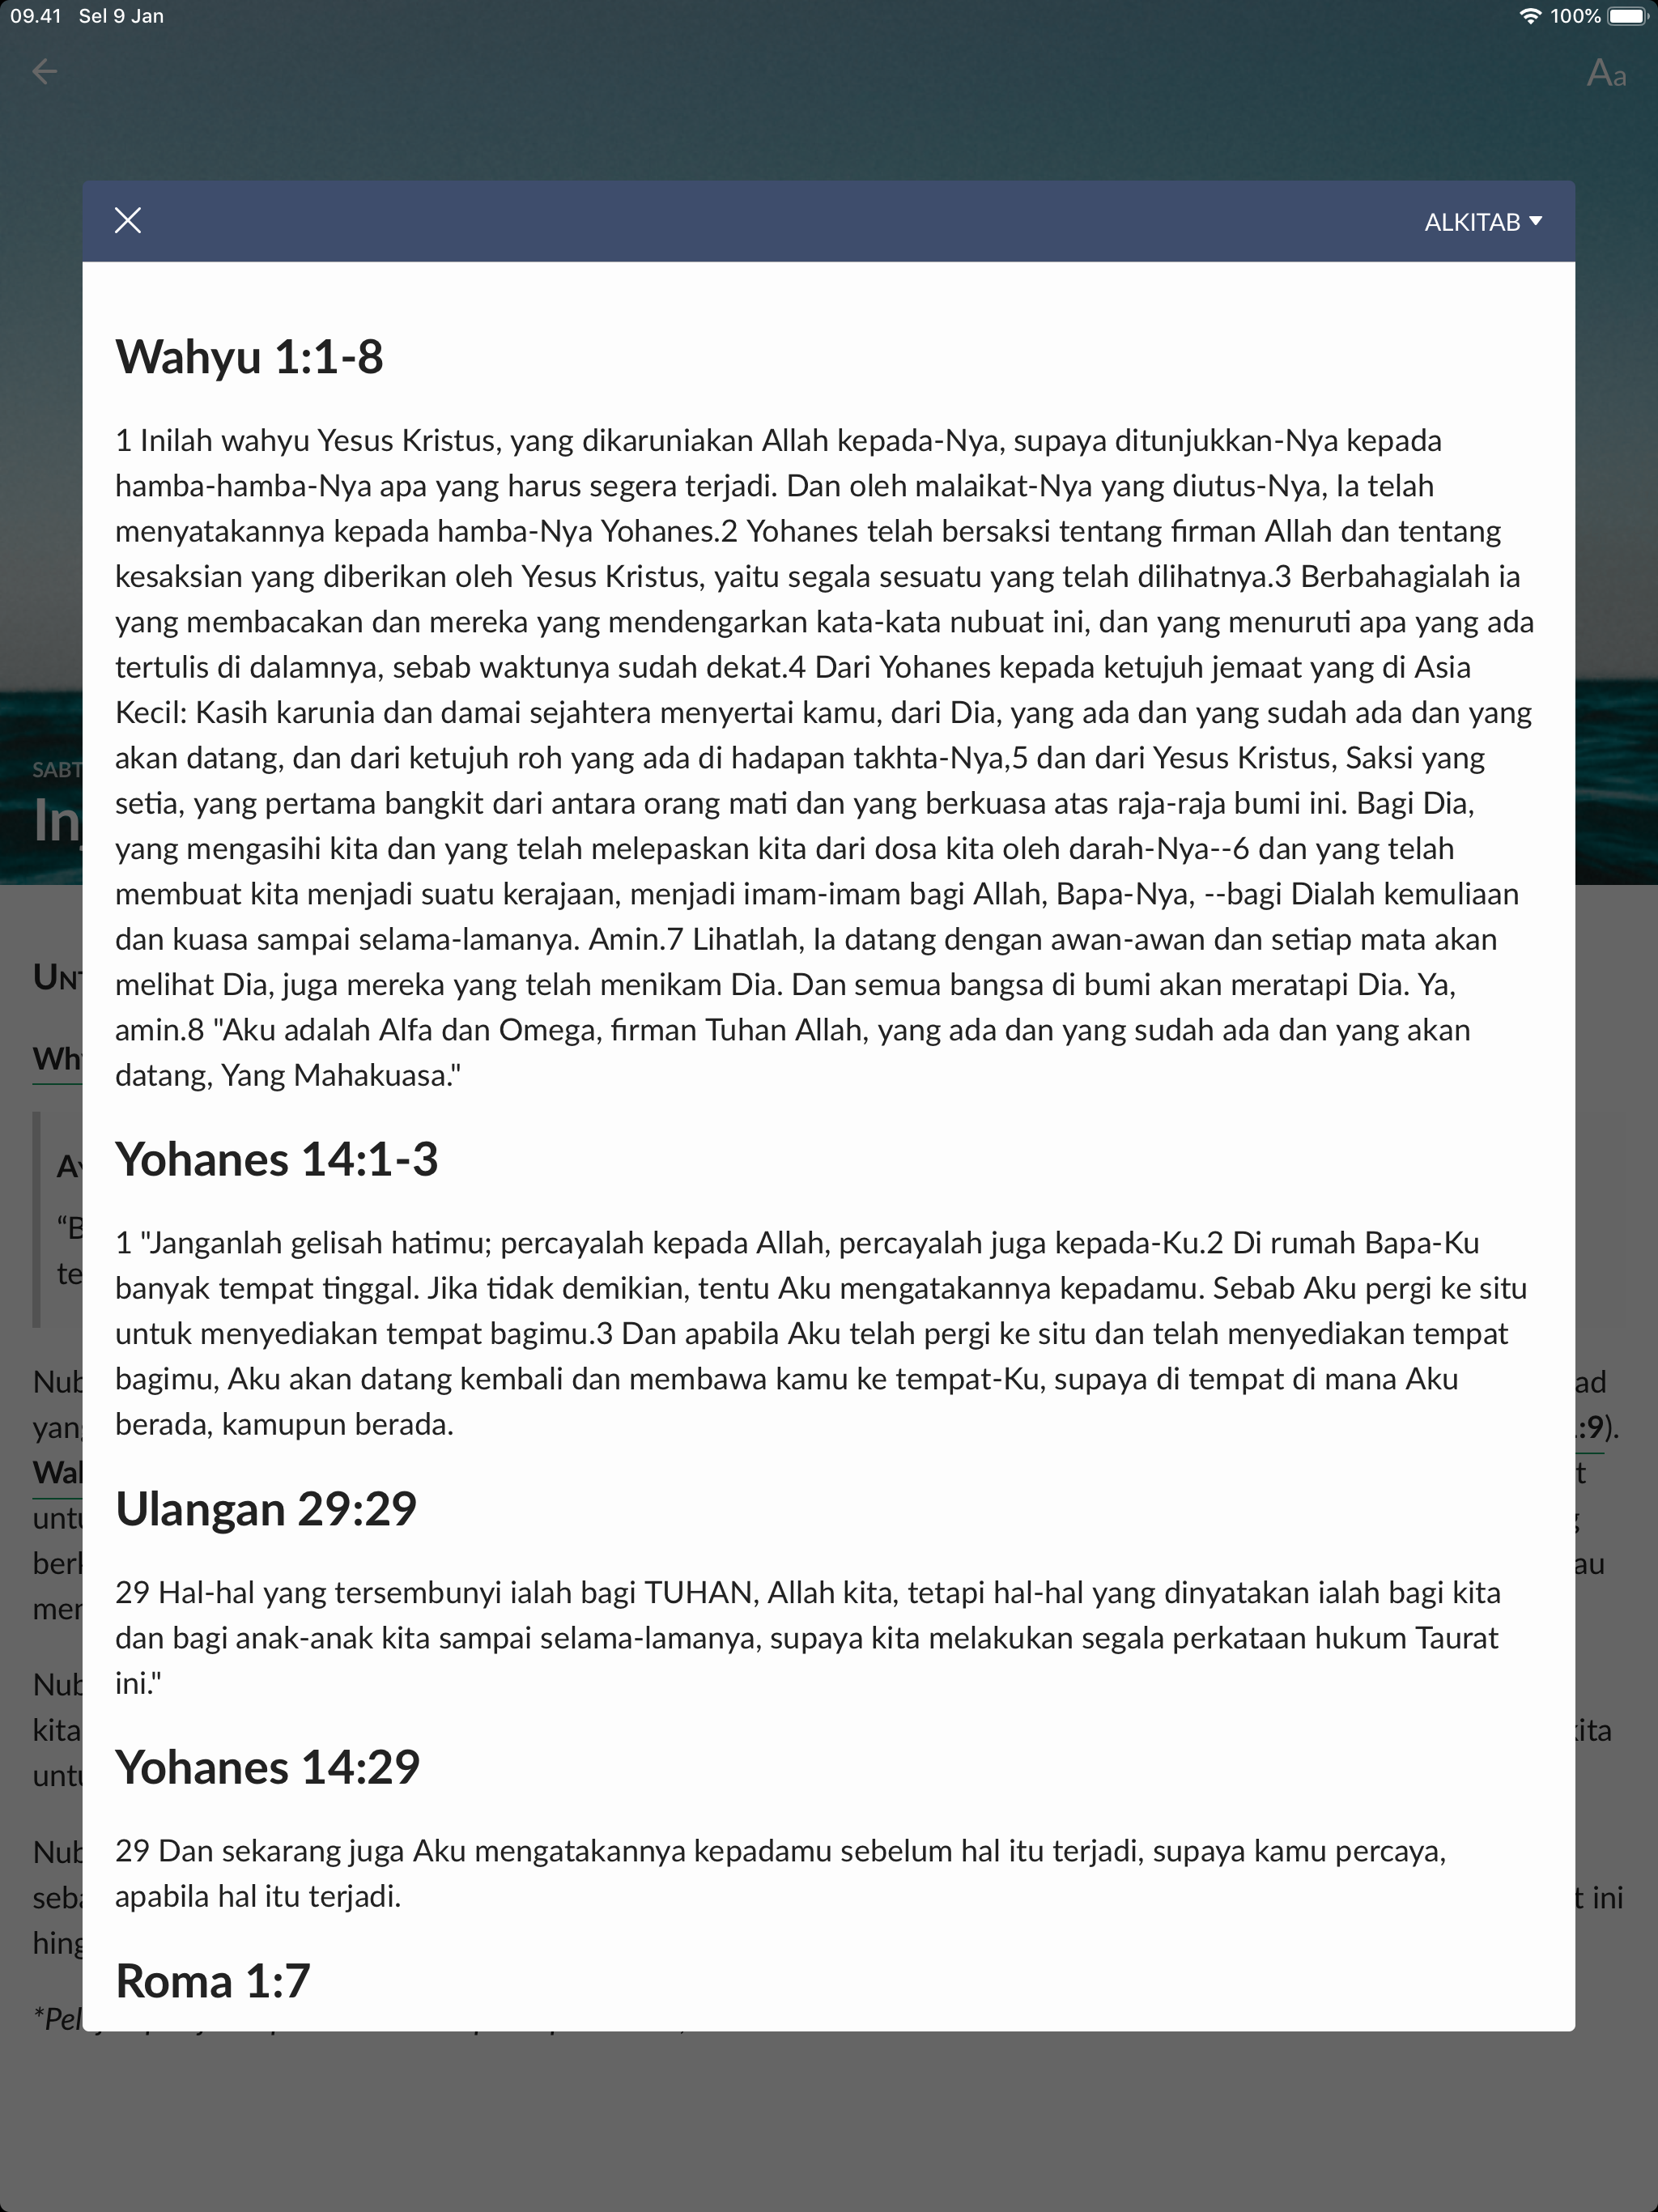 09.41 Sel 9 Jan 100%
Aa
ALKITAB
Wahyu 1:1-8
1 Inilah wahyu Yesus Kristus, yang dikaruniakan Allah kepada-Nya, supaya ditunjukkan-Nya kepada
hamba-hamba-Nya apa yang harus segera terjadi. Dan oleh malaikat-Nya yang diutus-Nya, Ia telah
menyatakannya kepada hamba-Nya Yohanes.2 Yohanes telah bersaksi tentang firman Allah dan tentang
kesaksian yang diberikan oleh Yesus Kristus, yaitu segala sesuatu yang telah dilihatnya.3 Berbahagialah ia
yang membacakan dan mereka yang mendengarkan kata-kata nubuat ini, dan yang menuruti apa yang ada
tertulis di dalamnya, sebab waktunya sudah dekat.4 Dari Yohanes kepada ketujuh jemaat yang di Asia
Kecil: Kasih karunia dan damai sejahtera menyertai kamu, dari Dia, yang ada dan yang sudah ada dan yang
akan datang, dan dari ketujuh roh yang ada di hadapan takhta-Nya,5 dan dari Yesus Kristus, Saksi yang
setia, yang pertama bangkit dari antara orang mati dan yang berkuasa atas raja-raja bumi ini. Bagi Dia,
yang mengasihi kita dan yang telah melepaskan kita dari dosa kita oleh darah-Nya--6 dan yang telah
membuat kita menjadi suatu kerajaan, menjadi imam-imam bagi Allah, Bapa-Nya, --bagi Dialah kemuliaan
dan kuasa sampai selama-lamanya. Amin.7 Lihatlah, Ia datang dengan awan-awan dan setiap mata akan
melihat Dia, juga mereka yang telah menikam Dia. Dan semua bangsa di bumi akan meratapi Dia. Ya,
amin.8 "Aku adalah Alfa dan Omega, firman Tuhan Allah, yang ada dan yang sudah ada dan yang akan
datang, Yang Mahakuasa."
Yohanes 14:1-3
1 "Janganlah gelisah hatimu; percayalah kepada Allah, percayalah juga kepada-Ku.2 Di rumah Bapa-Ku
banyak tempat tinggal. Jika tidak demikian, tentu Aku mengatakannya kepadamu. Sebab Aku pergi ke situ
untuk menyediakan tempat bagimu.3 Dan apabila Aku telah pergi ke situ dan telah menyediakan tempat
bagimu, Aku akan datang kembali dan membawa kamu ke tempat-Ku, supaya di tempat di mana Aku
berada, kamupun berada.
Ulangan 29:29
29 Hal-hal yang tersembunyi ialah bagi TUHAN, Allah kita, tetapi hal-hal yang dinyatakan ialah bagi kita
dan bagi anak-anak kita sampai selama-lamanya, supaya kita melakukan segala perkataan hukum Taurat
ini."
Yohanes 14:29
29 Dan sekarang juga Aku mengatakannya kepadamu sebelum hal itu terjadi, supaya kamu percaya,
apabila hal itu terjadi.
Roma 1:7